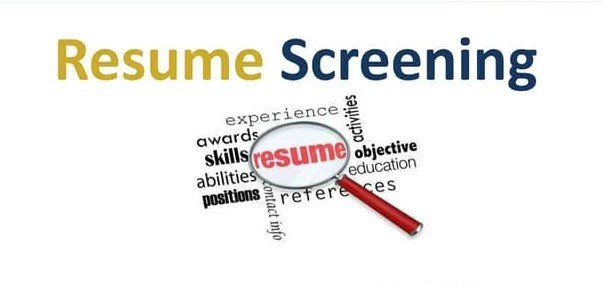 Resume Screening
experience
activities
awards
skills
resume
objective
education
abilities
references
positions
contact info